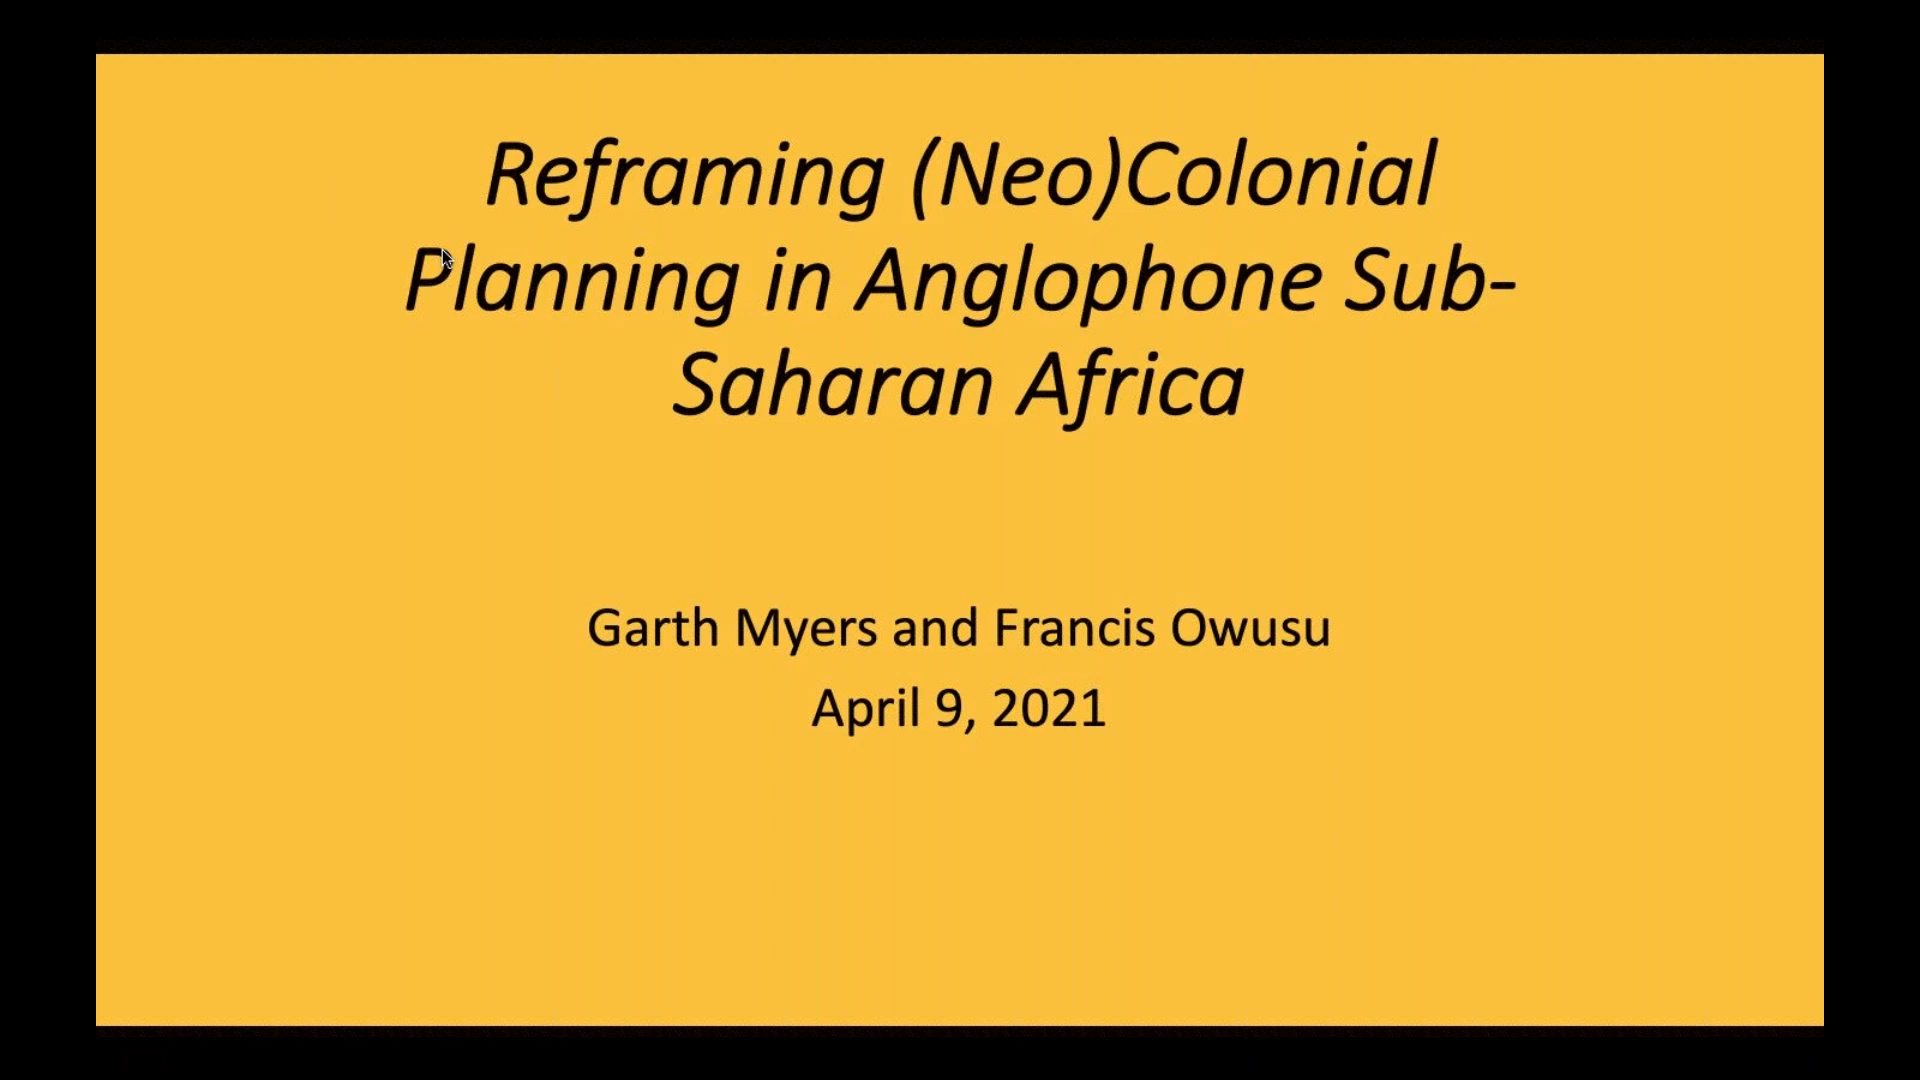 Reframing (Neo)Colonial
Planning in Anglophone Sub-
Saharan Africa
Garth Myers and Francis Owusu
April 9, 2021